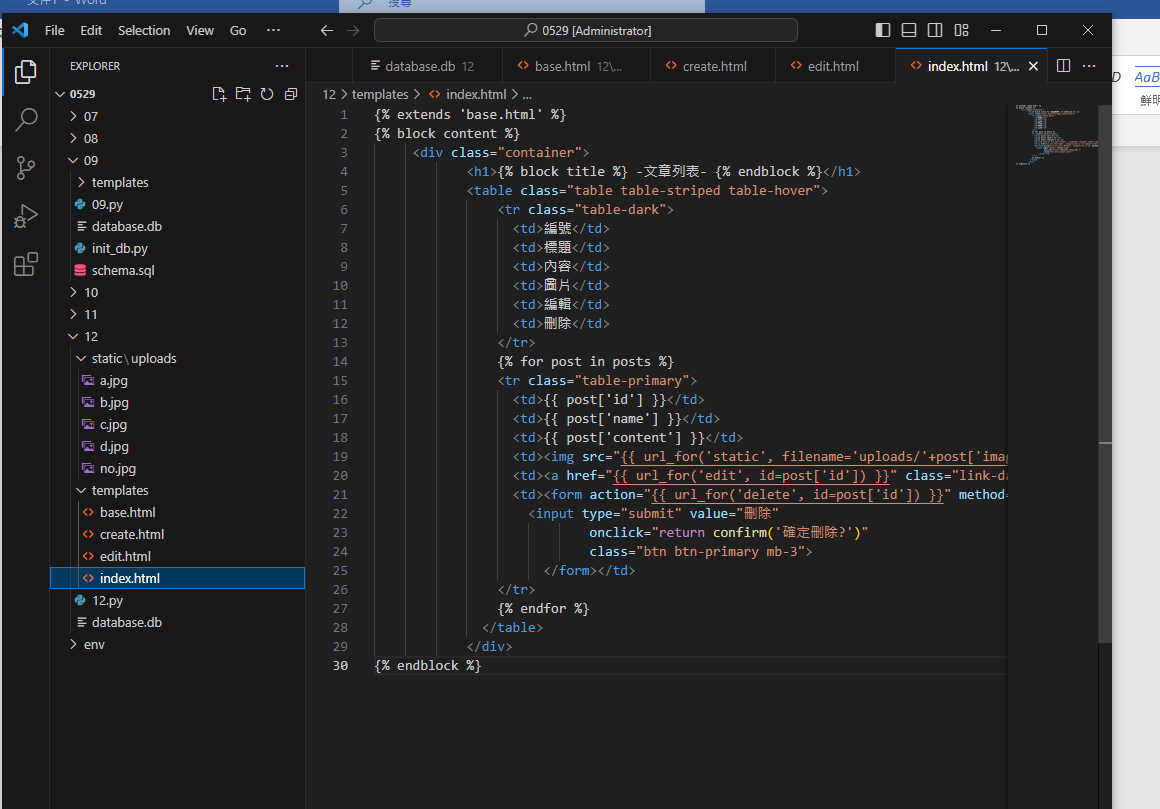 文件1 - Word
搜尋
File Edit Selection View Go ···
0529 [Administrator]
EXPLORER
0529
07
08
09
templates
09.py
database.db
init_db.py
schema.sql
10
11
12
static\uploads
a.jpg
b.jpg
c.jpg
d.jpg
no.jpg
templates
base.html
create.html
edit.html
index.html
12.py
database.db
env
database.db 12
base.html 12\...
create.html
edit.html
index.html 12\...
12 > templates > <> index.html > ...
1 {% extends 'base.html' %}
2 {% block content %}
3 <div class="container">
4 <h1>{% block title %} -文章列表- {% endblock %}</h1>
5 <table class="table table-striped table-hover">
6 <tr class="table-dark">
7 <td>編號</td>
8 <td>標題</td>
9 <td>內容</td>
10 <td>圖片</td>
11 <td>編輯</td>
12 <td>刪除</td>
13 </tr>
14 {% for post in posts %}
15 <tr class="table-primary">
16 <td>{{ post['id'] }}</td>
17 <td>{{ post['name'] }}</td>
18 <td>{{ post['content'] }}</td>
19 <td><img src="{{ url_for('static', filename='uploads/'+post['imag
20 <td><a href="{{ url_for('edit', id=post['id']) }}" class="link-da
21 <td><form action="{{ url_for('delete', id=post['id']) }}" method=
22 <input type="submit" value="刪除"
23 onclick="return confirm('確定刪除?')"
24 class="btn btn-primary mb-3">
25 </form></td>
26 </tr>
27 {% endfor %}
28 </table>
29 </div>
30 {% endblock %}
D AaB
鮮明